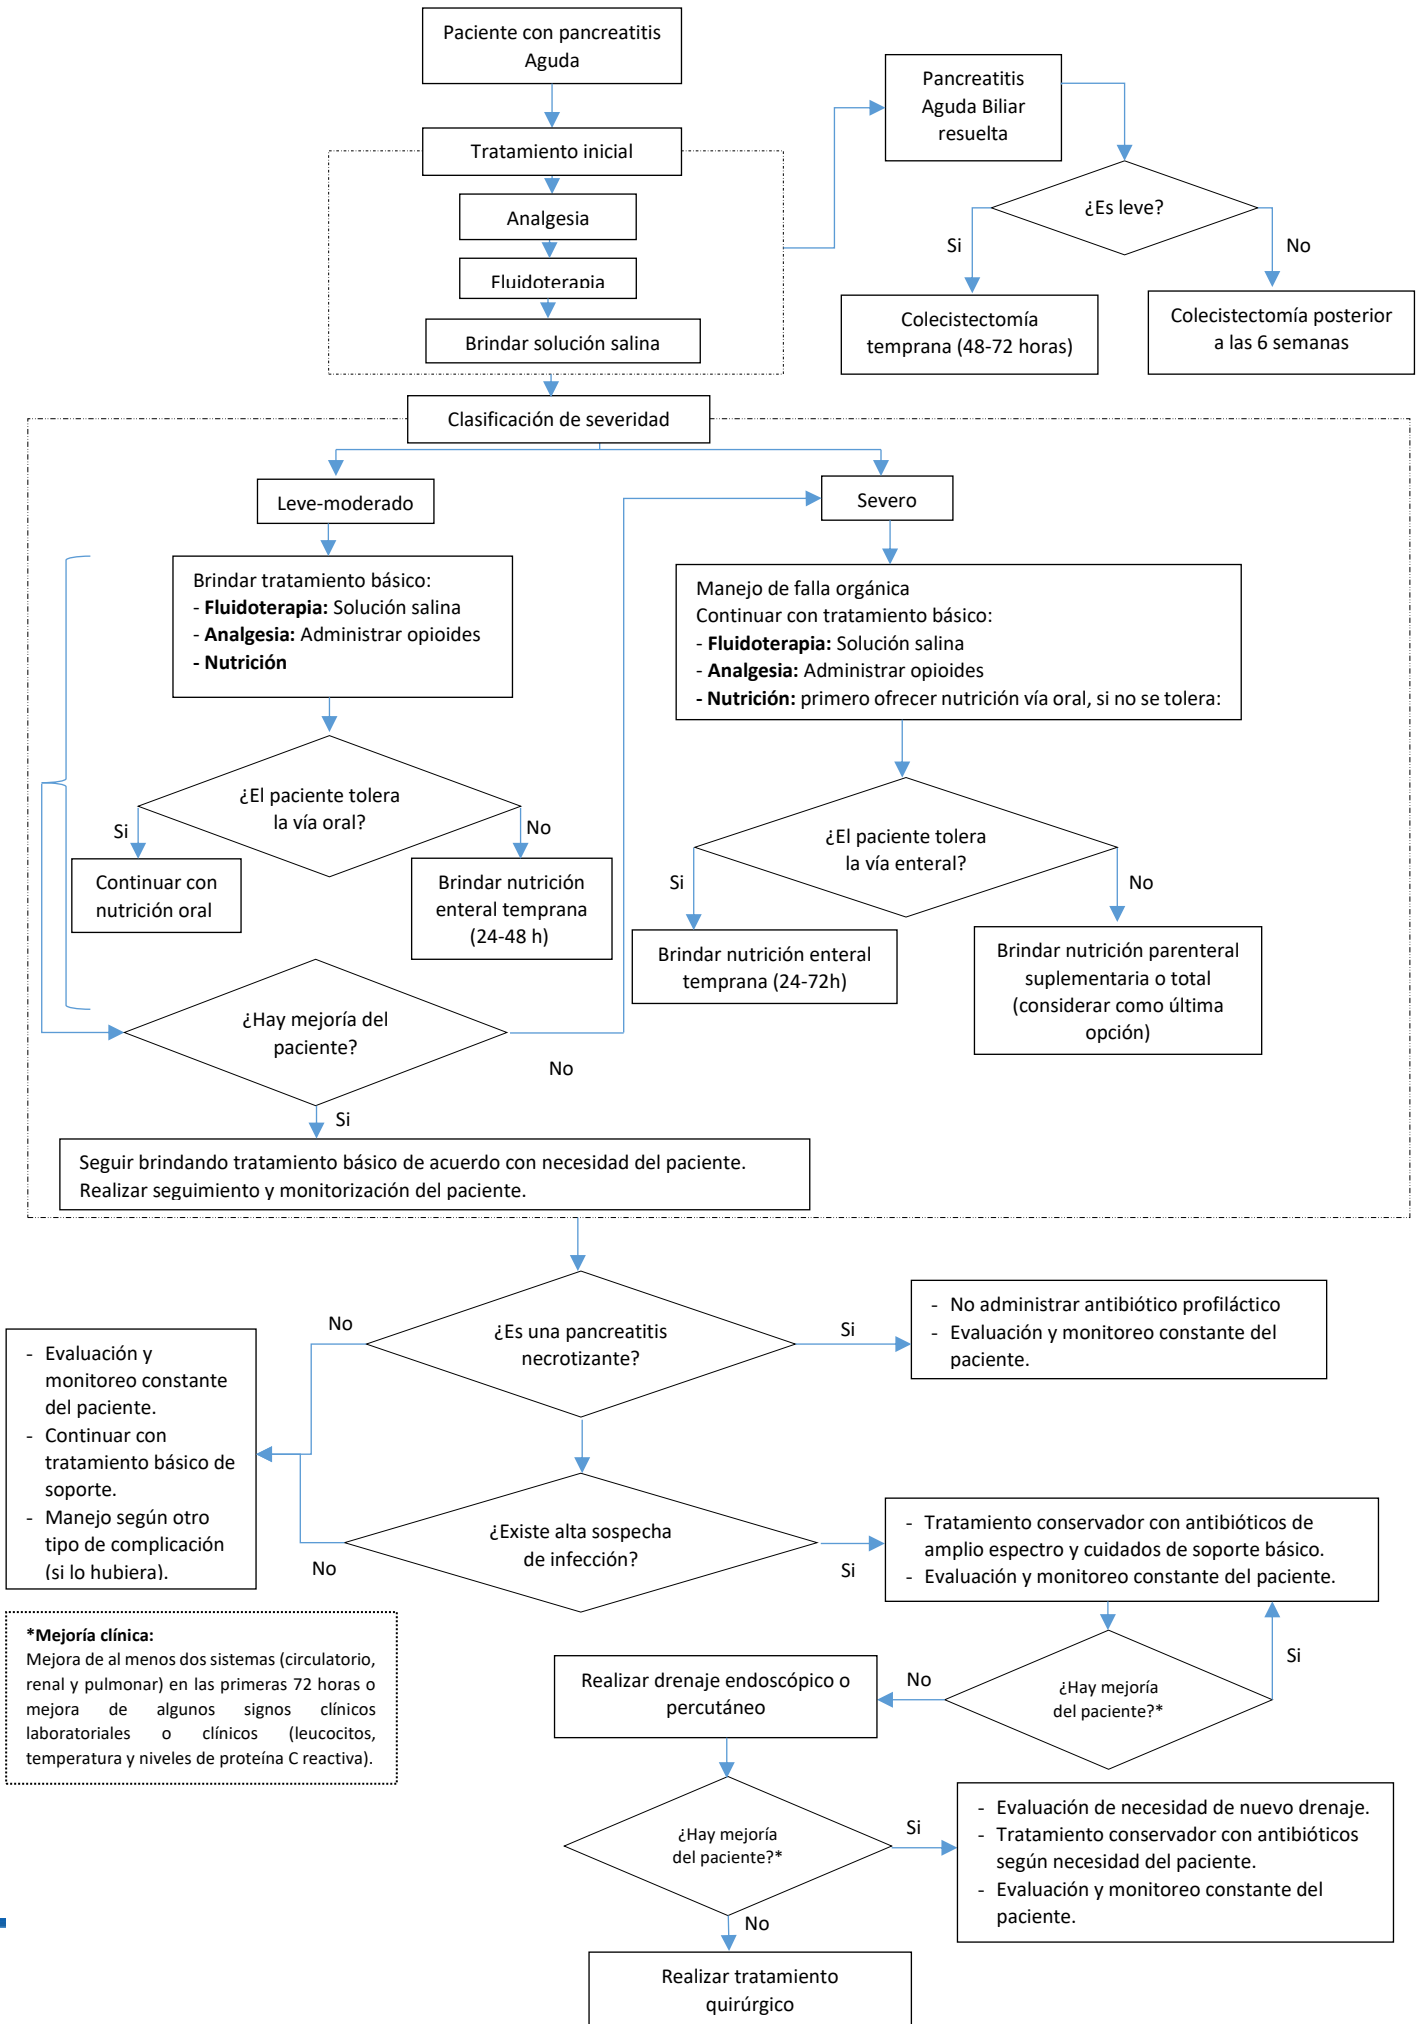 Paciente con pancreatitis
Aguda
Pancreatitis
Aguda Biliar
resuelta
Tratamiento inicial
Analgesia
¿Es leve?
Si
No
Fluidoterapia
Colecistectomía
temprana (48-72 horas)
Colecistectomía posterior
a las 6 semanas
Brindar solución salina
Clasificación de severidad
Leve-moderado
Severo
Brindar tratamiento básico:
- Fluidoterapia: Solución salina
- Analgesia: Administrar opioides
- Nutrición
Manejo de falla orgánica
Continuar con tratamiento básico:
- Fluidoterapia: Solución salina
- Analgesia: Administrar opioides
- Nutrición: primero ofrecer nutrición vía oral, si no se tolera:
¿El paciente tolera
la vía oral?
Si
No
¿El paciente tolera
la vía enteral?
Si
No
Continuar con
nutrición oral
Brindar nutrición
enteral temprana
(24-48 h)
Brindar nutrición enteral
temprana (24-72h)
Brindar nutrición parenteral
suplementaria o total
(considerar como última
opción)
¿Hay mejoría del
paciente?
No
Si
Seguir brindando tratamiento básico de acuerdo con necesidad del paciente.
Realizar seguimiento y monitorización del paciente.
¿Es una pancreatitis
necrotizante?
No
Si
- No administrar antibiótico profiláctico
- Evaluación y monitoreo constante del
paciente.
- Evaluación y
monitoreo constante
del paciente.
- Continuar con
tratamiento básico de
soporte.
- Manejo según otro
tipo de complicación
(si lo hubiera).
¿Existe alta sospecha
de infección?
No
Si
- Tratamiento conservador con antibióticos de
amplio espectro y cuidados de soporte básico.
- Evaluación y monitoreo constante del paciente.
*Mejoría clínica:
Mejora de al menos dos sistemas (circulatorio,
renal y pulmonar) en las primeras 72 horas o
mejora de algunos signos clínicos
laboratoriales o clínicos (leucocitos,
temperatura y niveles de proteína C reactiva).
Realizar drenaje endoscópico o
percutáneo
No
¿Hay mejoría
del paciente?*
Si
¿Hay mejoría
del paciente?*
Si
No
- Evaluación de necesidad de nuevo drenaje.
- Tratamiento conservador con antibióticos
según necesidad del paciente.
- Evaluación y monitoreo constante del
paciente.
Realizar tratamiento
quirúrgico